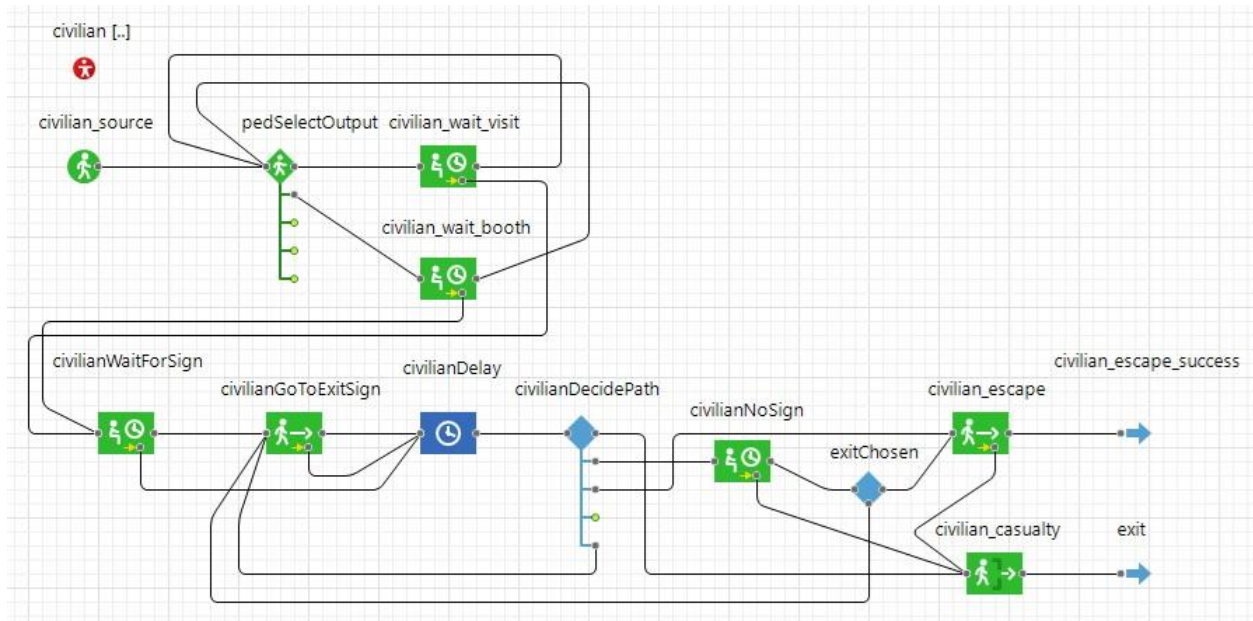 civilian [..]
civilian_source
pedSelectOutput
civilian_wait_visit
civilian_wait_booth
civilianWaitForSign
civilianGoToExitSign
civilianDelay
civilianDecidePath
civilianNoSign
exitChosen
civilian_escape
civilian_escape_success
civilian_casualty
exit